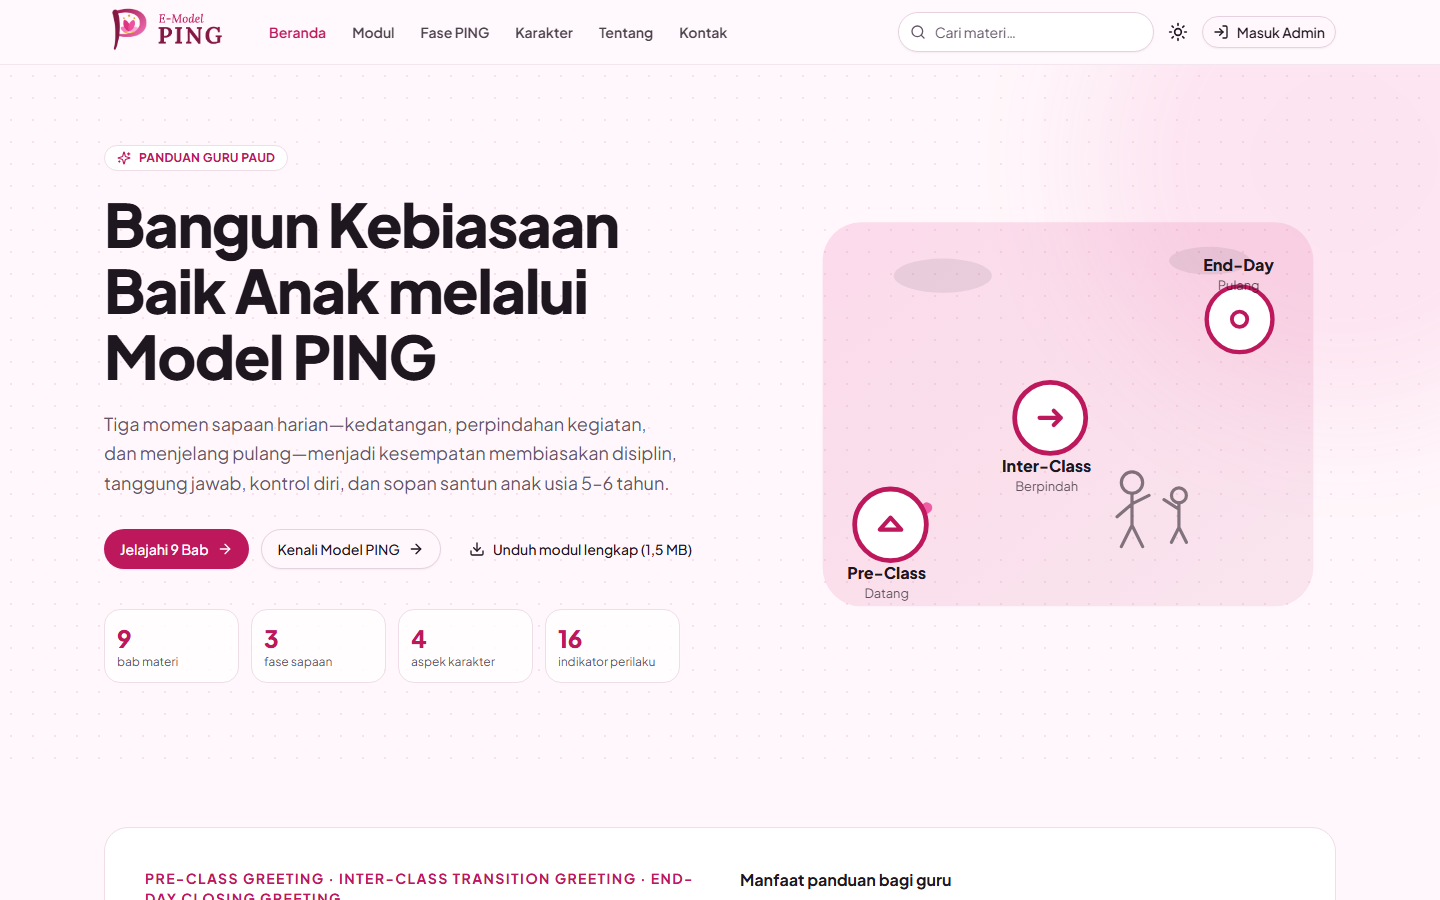 E-Model
PING
Beranda
Modul
Fase PING
Karakter
Tentang
Kontak
Cari materi...
Masuk Admin
PANDUAN GURU PAUD
Bangun Kebiasaan
Baik Anak melalui
Model PING
Tiga momen sapaan harian—kedatangan, perpindahan kegiatan,
dan menjelang pulang—menjadi kesempatan membiasakan disiplin,
tanggung jawab, kontrol diri, dan sopan santun anak usia 5–6 tahun.
Jelajahi 9 Bab
Kenali Model PING
Unduh modul lengkap (1,5 MB)
9
bab materi
3
fase sapaan
4
aspek karakter
16
indikator perilaku
End-Day
Pulang
Inter-Class
Berpindah
Pre-Class
Datang
PRE-CLASS GREETING · INTER-CLASS TRANSITION GREETING · END-
DAY CLOSING GREETING
Manfaat panduan bagi guru